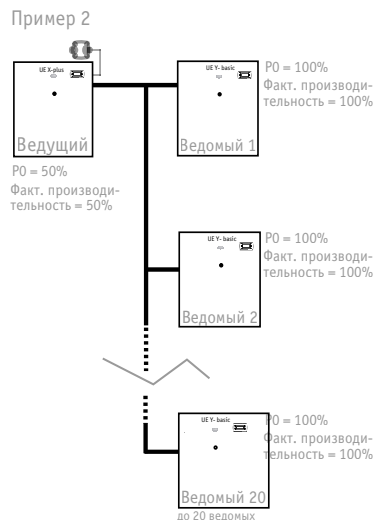 Пример 2
UE X-plus
Ведущий
P0 = 50%
Факт. производи-
тельность = 50%
UE Y- basic
Ведомый 1
P0 = 100%
Факт. производи-
тельность = 100%
UE Y- basic
Ведомый 2
P0 = 100%
Факт. производи-
тельность = 100%
UE Y- basic
Ведомый 20
P0 = 100%
Факт. производи-
тельность = 100%
до 20 ведомых